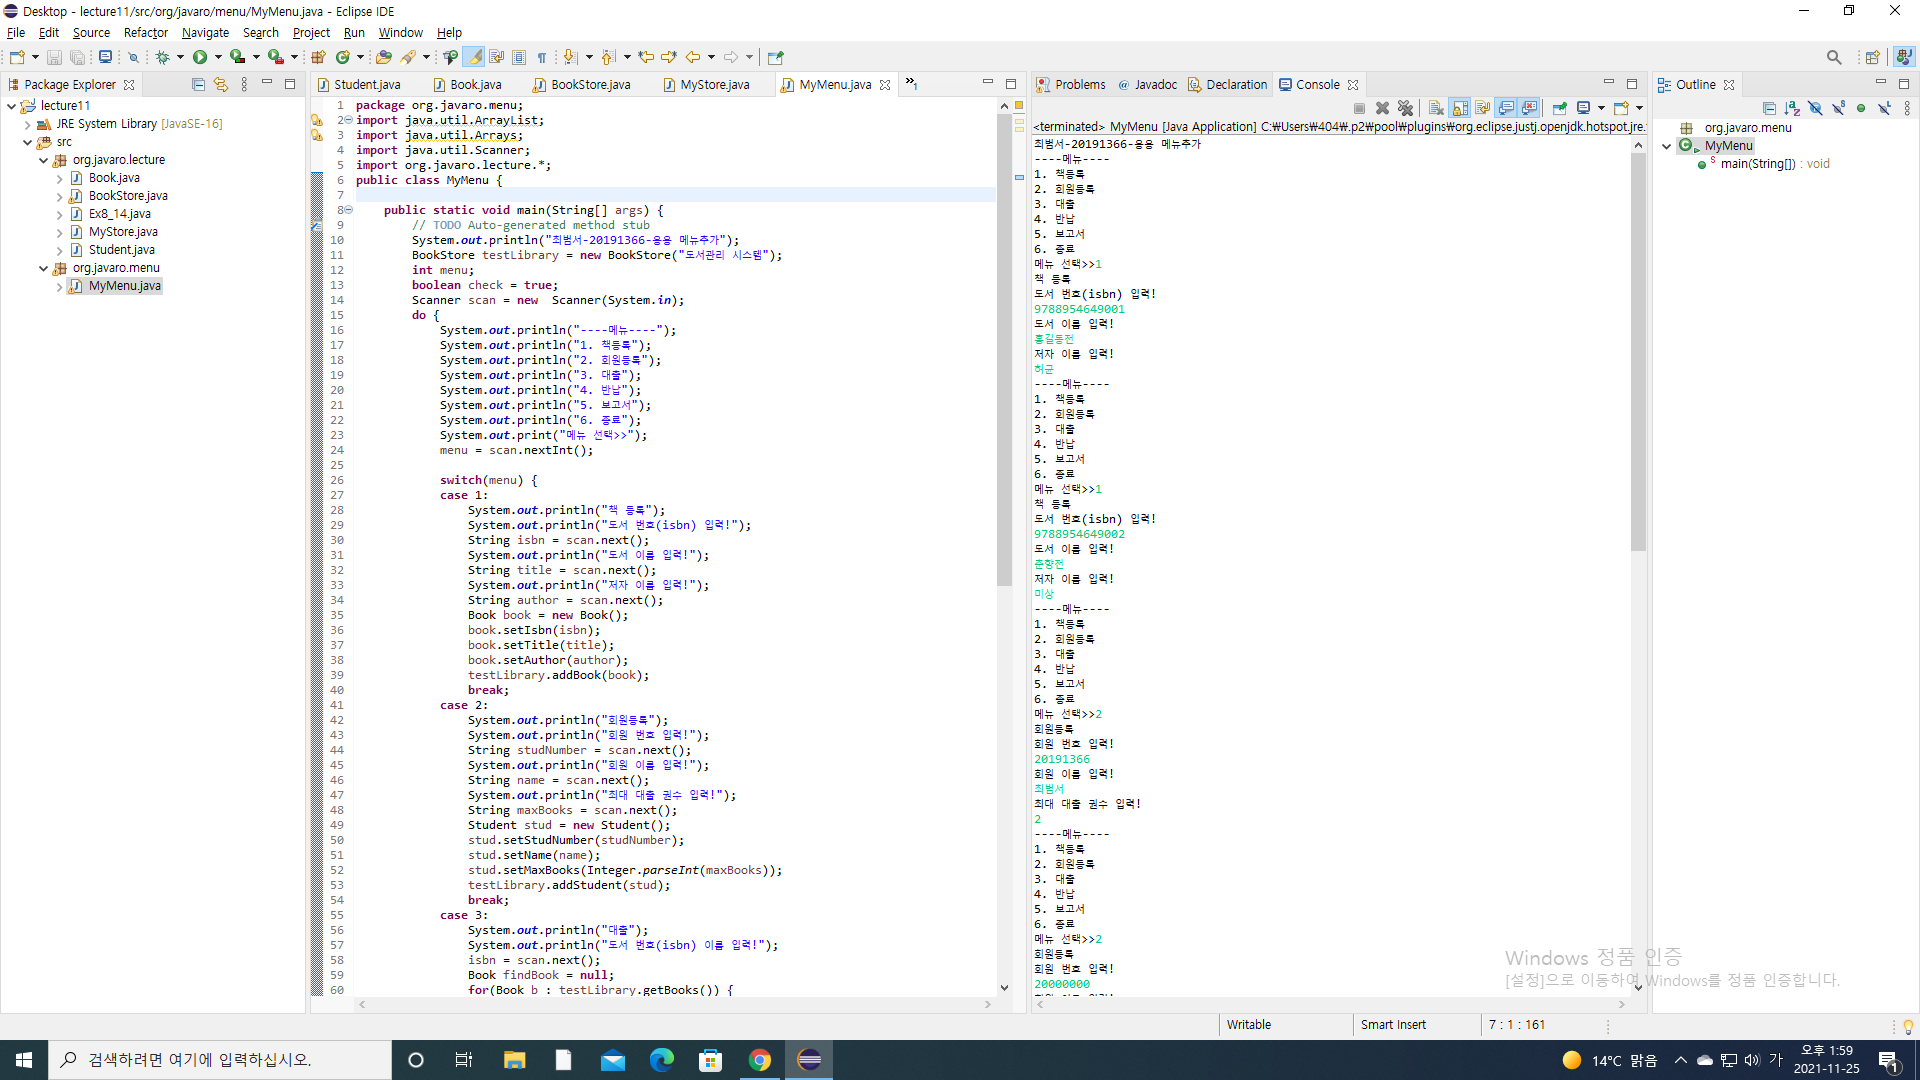 Desktop - lecture11/src/org/javaro/menu/MyMenu.java - Eclipse IDE
File Edit Source Refactor Navigate Search Project Run Window Help
Package Explorer
lecture11
JRE System Library [JavaSE-16]
src
org.javaro.lecture
Book.java
BookStore.java
Ex8_14.java
MyStore.java
Student.java
org.javaro.menu
MyMenu.java
Student.java Book.java BookStore.java MyStore.java MyMenu.java »1
1 package org.javaro.menu;
2 import java.util.ArrayList;
3 import java.util.Arrays;
4 import java.util.Scanner;
5 import org.javaro.lecture.*;
6 public class MyMenu {
7
8 public static void main(String[] args) {
9 // TODO Auto-generated method stub
10 System.out.println("최범서-20191366-응용 메뉴추가");
11 BookStore testLibrary = new BookStore("도서관리 시스템");
12 int menu;
13 boolean check = true;
14 Scanner scan = new  Scanner(System.in);
15 do {
16 System.out.println("----메뉴----");
17 System.out.println("1. 책등록");
18 System.out.println("2. 회원등록");
19 System.out.println("3. 대출");
20 System.out.println("4. 반납");
21 System.out.println("5. 보고서");
22 System.out.println("6. 종료");
23 System.out.print("메뉴 선택>>");
24 menu = scan.nextInt();
25
26 switch(menu) {
27 case 1:
28 System.out.println("책 등록");
29 System.out.println("도서 번호(isbn) 입력!");
30 String isbn = scan.next();
31 System.out.println("도서 이름 입력!");
32 String title = scan.next();
33 System.out.println("저자 이름 입력!");
34 String author = scan.next();
35 Book book = new Book();
36 book.setIsbn(isbn);
37 book.setTitle(title);
38 book.setAuthor(author);
39 testLibrary.addBook(book);
40 break;
41 case 2:
42 System.out.println("회원등록");
43 System.out.println("회원 번호 입력!");
44 String studNumber = scan.next();
45 System.out.println("회원 이름 입력!");
46 String name = scan.next();
47 System.out.println("최대 대출 권수 입력!");
48 String maxBooks = scan.next();
49 Student stud = new Student();
50 stud.setStudNumber(studNumber);
51 stud.setName(name);
52 stud.setMaxBooks(Integer.parseInt(maxBooks));
53 testLibrary.addStudent(stud);
54 break;
55 case 3:
56 System.out.println("대출");
57 System.out.println("도서 번호(isbn) 이름 입력!");
58 isbn = scan.next();
59 Book findBook = null;
60 for(Book b : testLibrary.getBooks()) {
Problems Javadoc Declaration Console
<terminated> MyMenu [Java Application] C:₩Users₩404₩.p2₩pool₩plugins₩org.eclipse.justj.openjdk.hotspot.jre.
최범서-20191366-응용 메뉴추가
----메뉴----
1. 책등록
2. 회원등록
3. 대출
4. 반납
5. 보고서
6. 종료
메뉴 선택>>1
책 등록
도서 번호(isbn) 입력!
9788954649001
도서 이름 입력!
홍길동전
저자 이름 입력!
허균
----메뉴----
1. 책등록
2. 회원등록
3. 대출
4. 반납
5. 보고서
6. 종료
메뉴 선택>>1
책 등록
도서 번호(isbn) 입력!
9788954649002
도서 이름 입력!
춘향전
저자 이름 입력!
미상
----메뉴----
1. 책등록
2. 회원등록
3. 대출
4. 반납
5. 보고서
6. 종료
메뉴 선택>>2
회원등록
회원 번호 입력!
20191366
회원 이름 입력!
최범서
최대 대출 권수 입력!
2
----메뉴----
1. 책등록
2. 회원등록
3. 대출
4. 반납
5. 보고서
6. 종료
메뉴 선택>>2
회원등록
회원 번호 입력!
20000000
Outline
org.javaro.menu
MyMenu
main(String[]) : void
Windows 정품 인증
[설정]으로 이동하여 Windows를 정품 인증합니다.
Writable Smart Insert 7 : 1 : 161
검색하려면 여기에 입력하십시오.
14°C 맑음 가 오후 1:59
2021-11-25
1